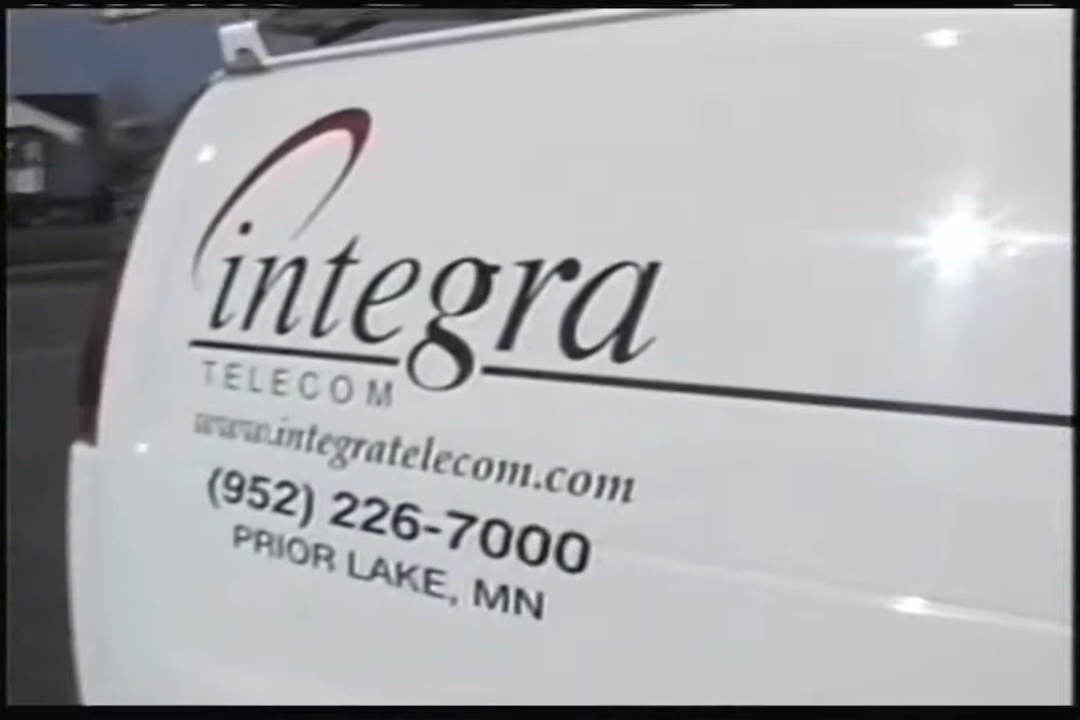 integra
TELECOM
www.integratelecom.com
(952) 226-7000
PRIOR LAKE, MN